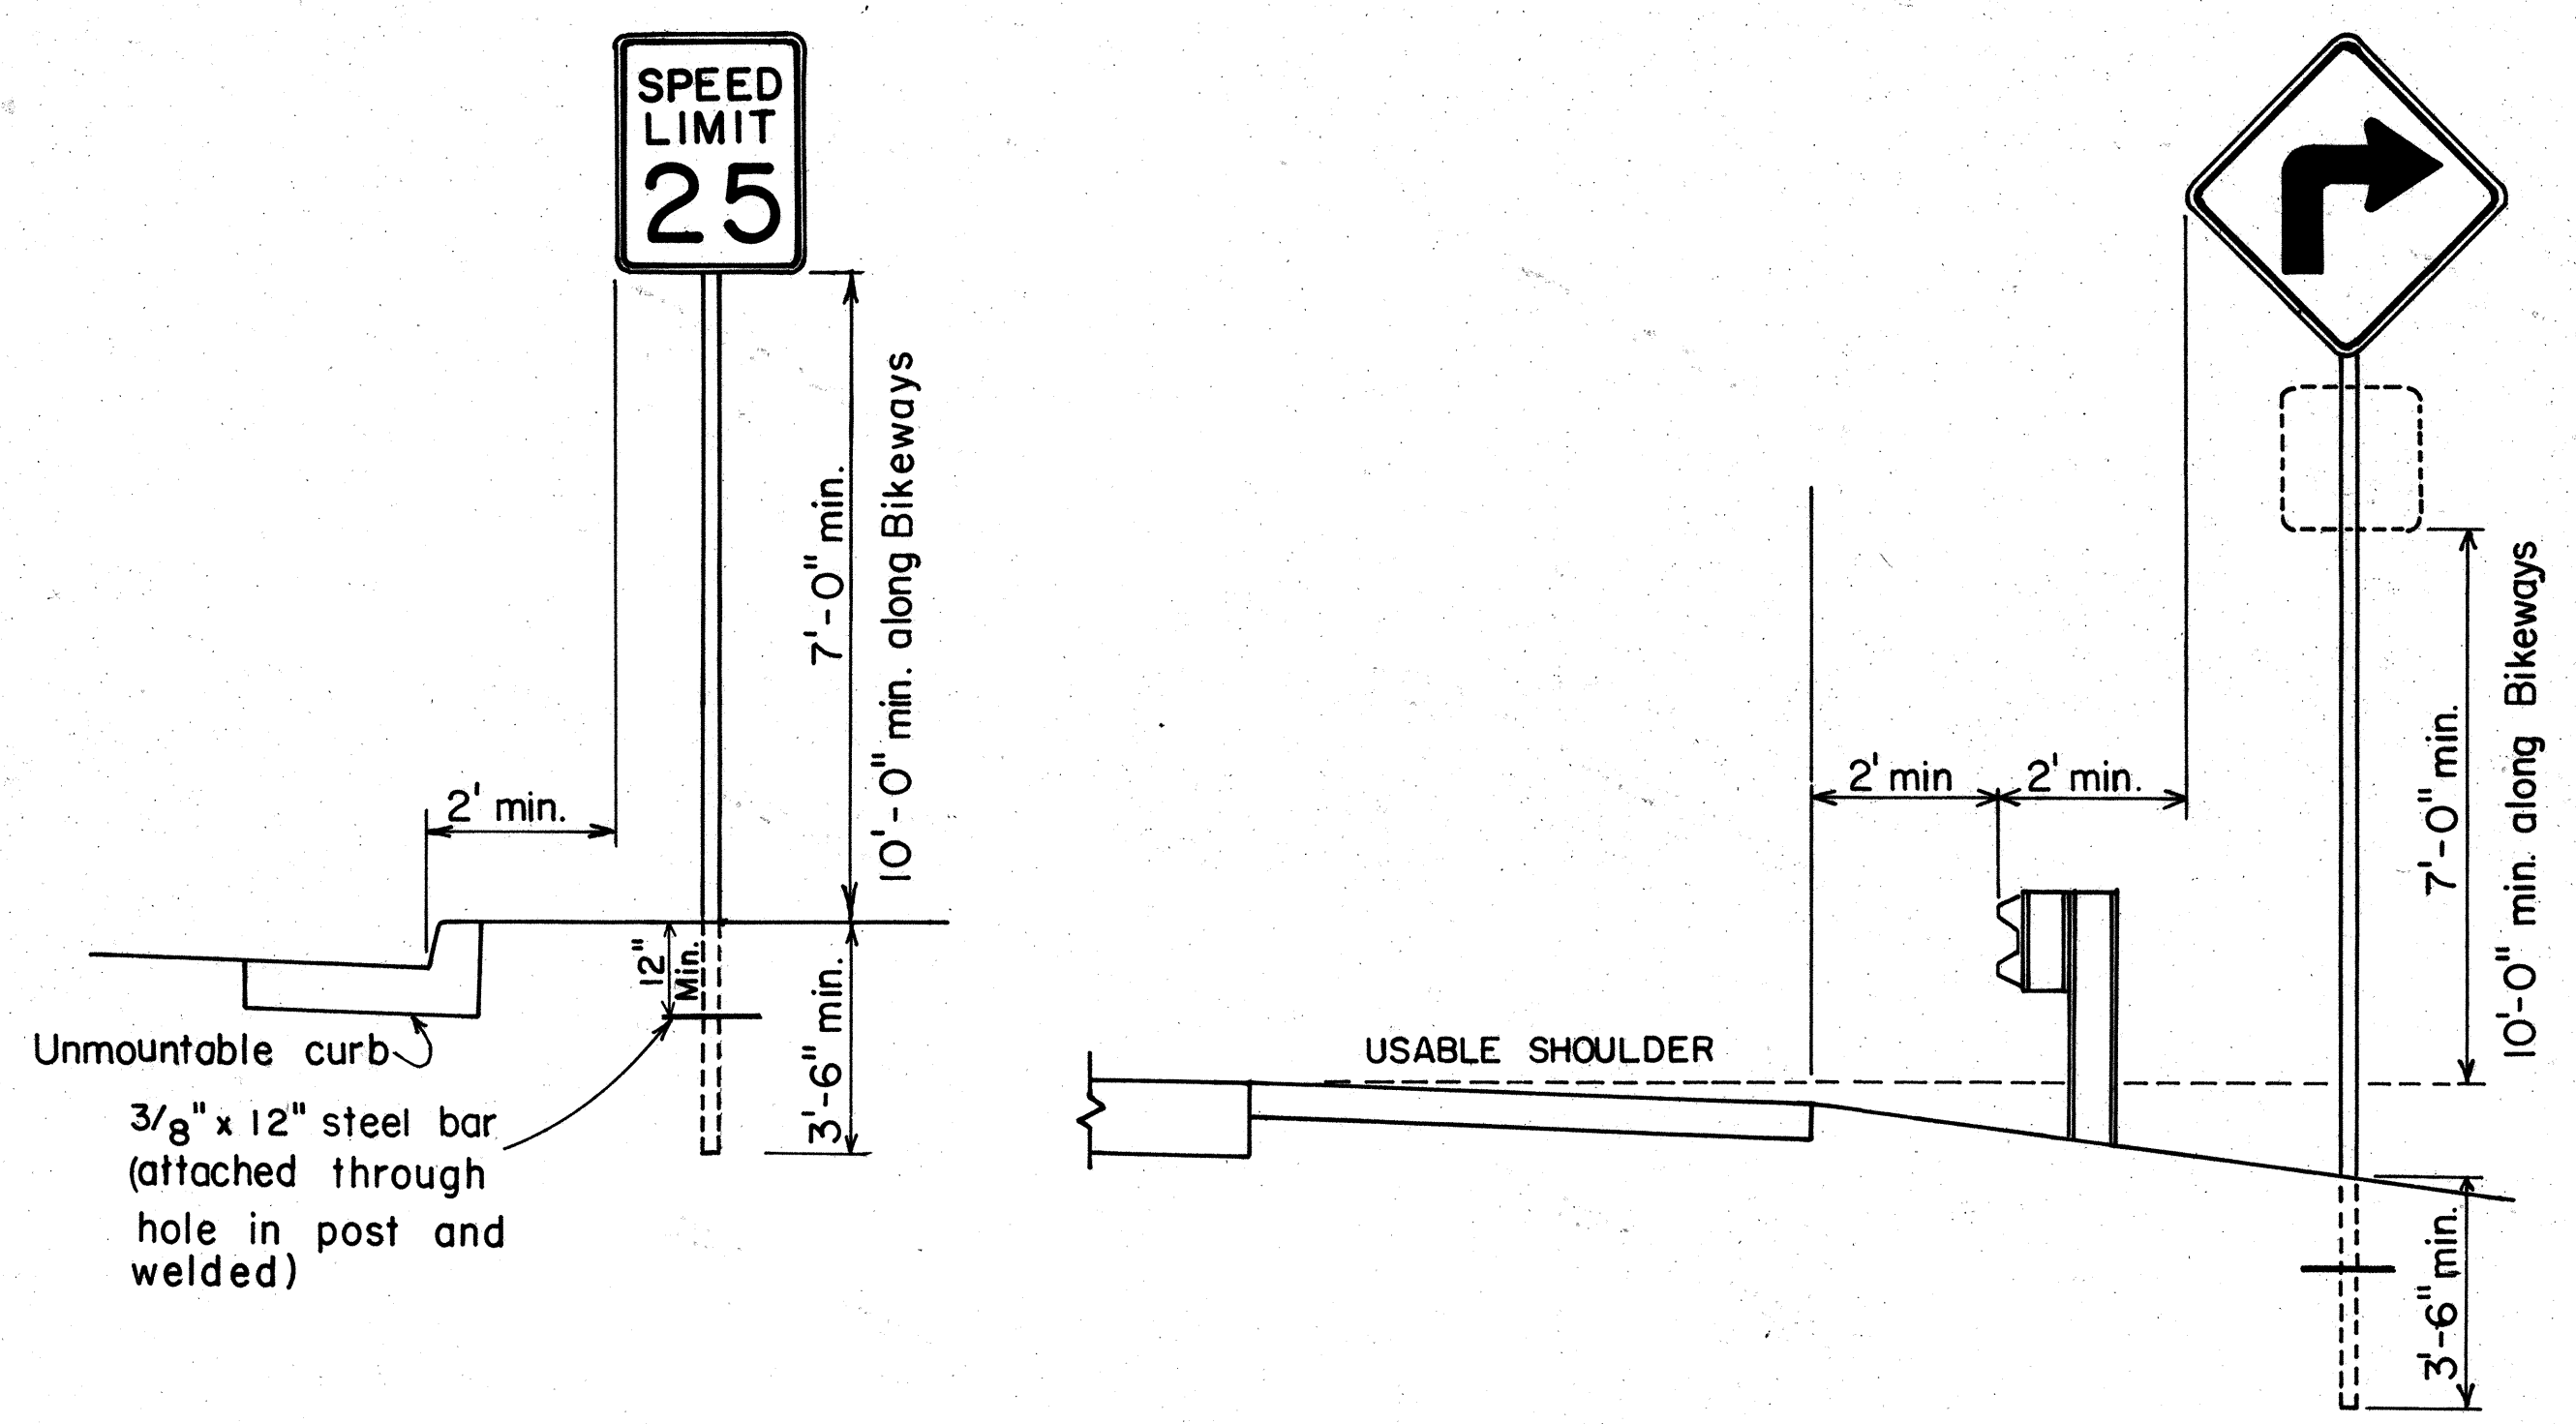 SPEED
LIMIT
25
7'-0" min.
10'-0" min. along Bikeways
2' min.
12"
Min.
3'-6" min.
Unmountable curb
3/8" x 12" steel bar
(attached through
hole in post and
welded)
USABLE SHOULDER
2' min
2' min.
7'-0" min.
10'-0" min. along Bikeways
3'-6" min.